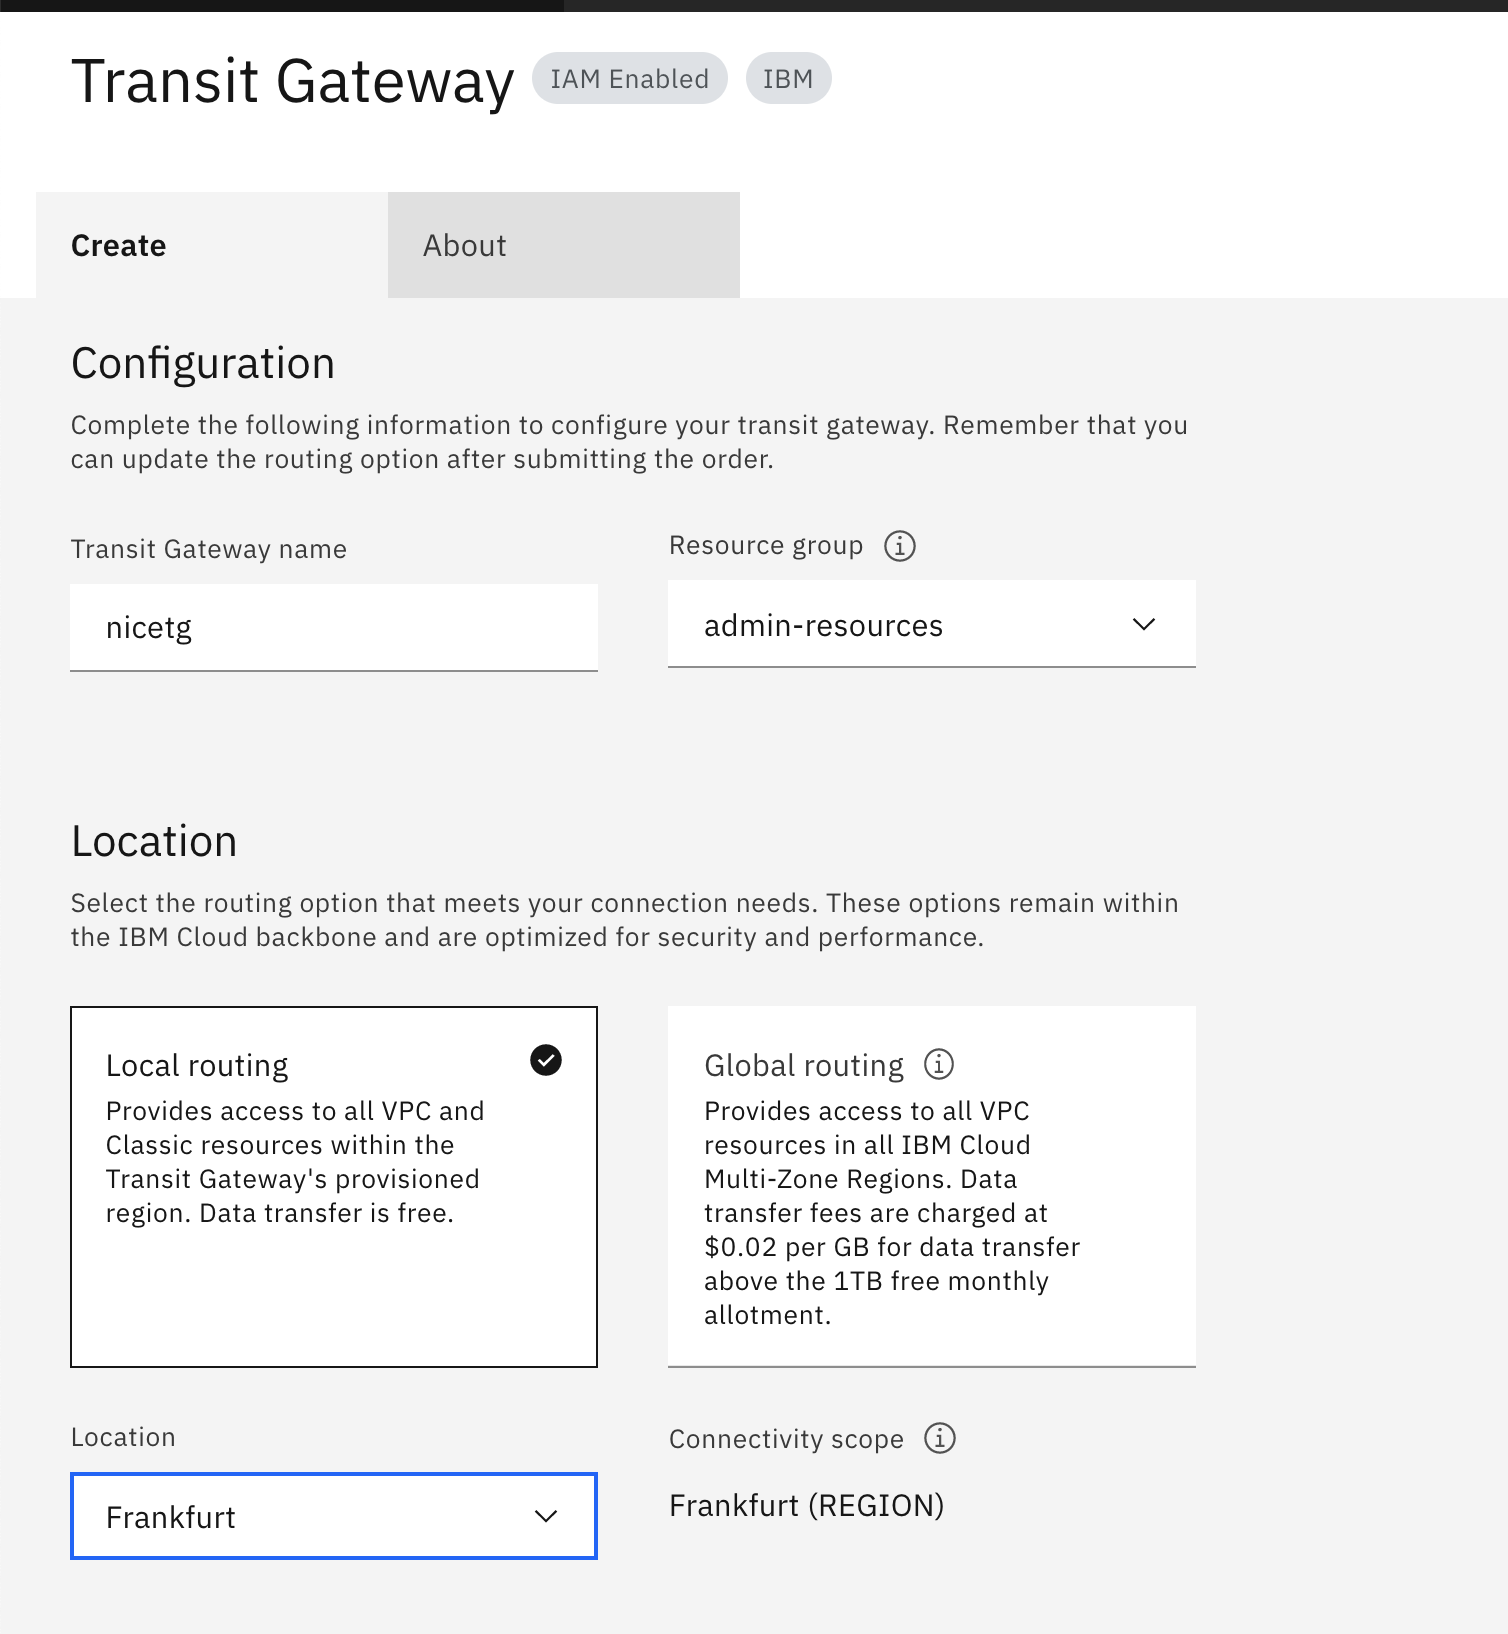 Transit Gateway IAM Enabled IBM
Create About
Configuration
Complete the following information to configure your transit gateway. Remember that you
can update the routing option after submitting the order.
Transit Gateway name
nicetg
Resource group
admin-resources
Location
Select the routing option that meets your connection needs. These options remain within
the IBM Cloud backbone and are optimized for security and performance.
Local routing
Provides access to all VPC and
Classic resources within the
Transit Gateway's provisioned
region. Data transfer is free.
Global routing
Provides access to all VPC
resources in all IBM Cloud
Multi-Zone Regions. Data
transfer fees are charged at
$0.02 per GB for data transfer
above the 1TB free monthly
allotment.
Location
Frankfurt
Connectivity scope
Frankfurt (REGION)